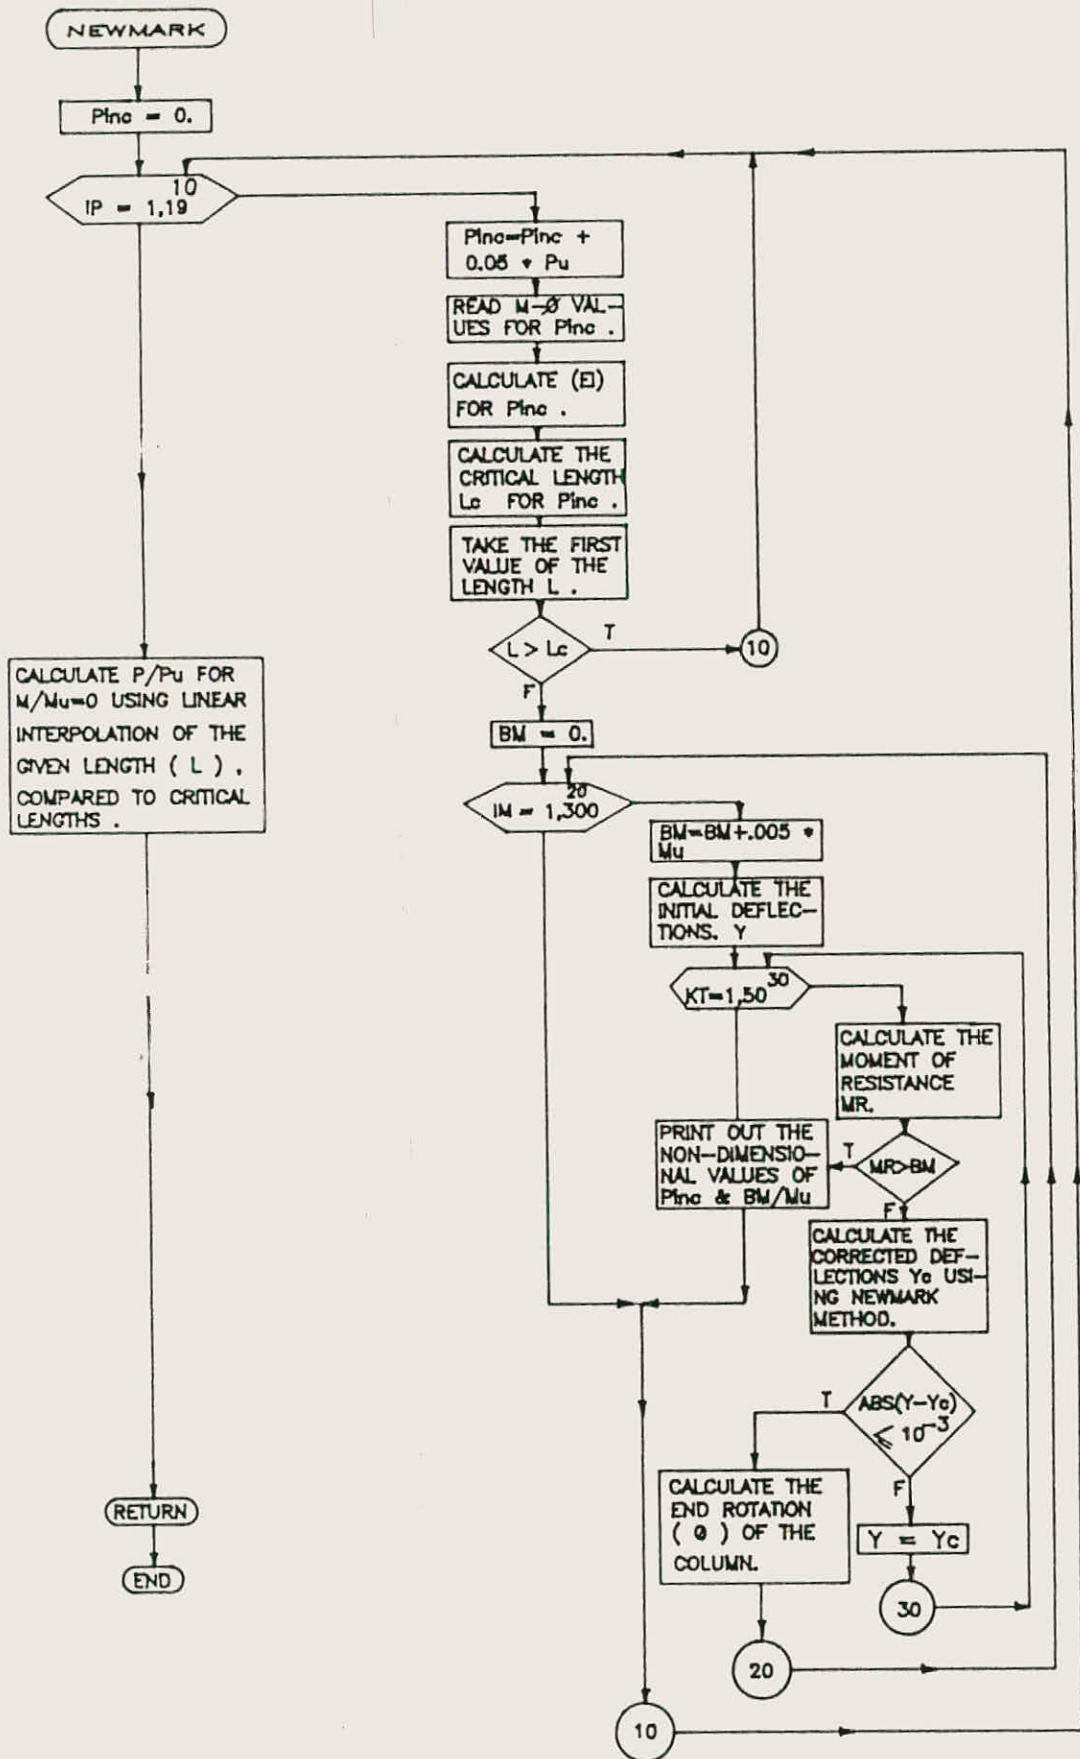 NEWMARK
Pinc = 0.
10
IP = 1,19
Pinc=Pinc +
0.05 * Pu
READ M-Ø VAL-
UES FOR Pinc .
CALCULATE (EI)
FOR Pinc .
CALCULATE THE
CRITICAL LENGTH
Lc FOR Pinc .
TAKE THE FIRST
VALUE OF THE
LENGTH L .
L > Lc
T
10
F
CALCULATE P/Pu FOR
M/Mu=0 USING LINEAR
INTERPOLATION OF THE
GIVEN LENGTH ( L ) ,
COMPARED TO CRITICAL
LENGTHS .
BM = 0.
20
IM = 1,300
BM=BM+.005 *
Mu
CALCULATE THE
INITIAL DEFLEC-
TIONS. Y
30
KT=1,50
CALCULATE THE
MOMENT OF
RESISTANCE
MR.
PRINT OUT THE
NON-DIMENSIO-
NAL VALUES OF
Pinc & BM/Mu
T
MR>BM
F
CALCULATE THE
CORRECTED DEF-
LECTIONS Yc USI-
NG NEWMARK
METHOD.
T
ABS(Y-Yc)
≤ 10⁻³
F
CALCULATE THE
END ROTATION
( θ ) OF THE
COLUMN.
Y = Yc
30
20
10
RETURN
END